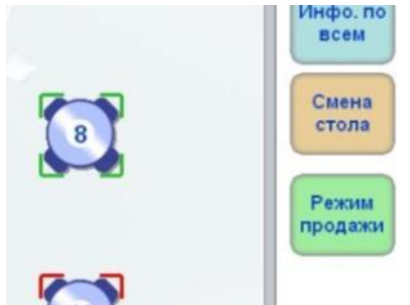 Инфо. по
всем
Смена
стола
8
Режим
продажи